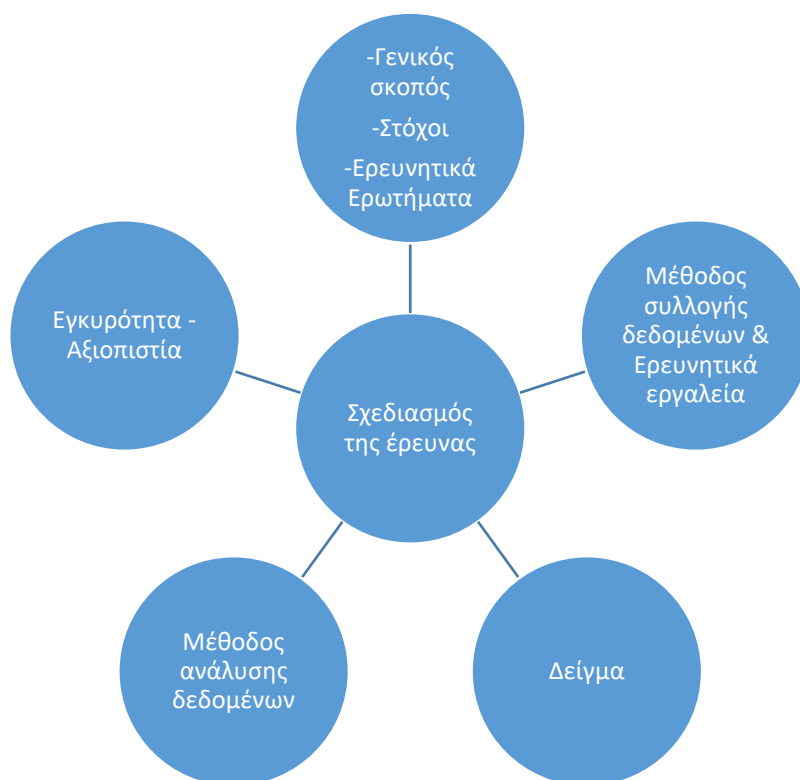 -Γενικός
σκοπός
-Στόχοι
-Ερευνητικά
Ερωτήματα
Μέθοδος
συλλογής
δεδομένων &
Ερευνητικά
εργαλεία
Εγκυρότητα -
Αξιοπιστία
Σχεδιασμός
της έρευνας
Μέθοδος
ανάλυσης
δεδομένων
Δείγμα